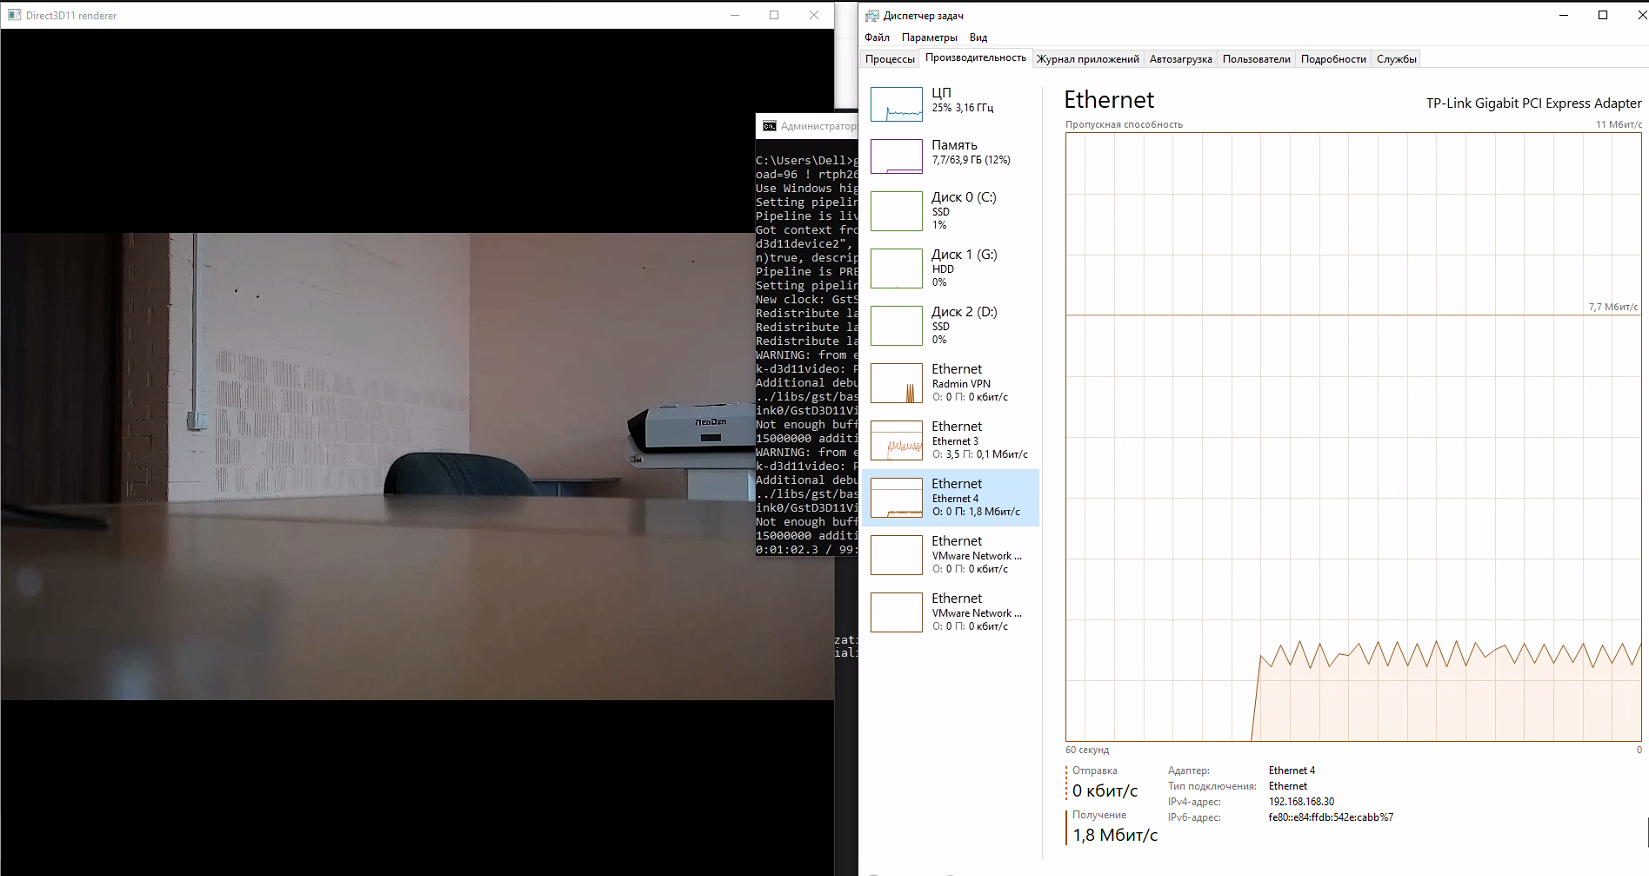 Direct3D11 renderer
NeoDen
Администратор
C:\Users\Dell>g
oad=96 ! rtph26
Use Windows hig
Setting pipelin
Pipeline is liv
Got context fro
d3d11device2",
n)true, descrip
Pipeline is PRE
Setting pipelin
New clock: GstS
Redistribute la
Redistribute la
Redistribute la
WARNING: from e
k-d3d11video: F
Additional debu
../libs/gst/bas
ink0/GstD3D11Vi
Not enough buff
15000000 additi
WARNING: from e
k-d3d11video: F
Additional debu
../libs/gst/bas
ink0/GstD3D11Vi
Not enough buff
15000000 additi
0:01:02.3 / 99:
zati
iali
Диспетчер задач
Файл Параметры Вид
Процессы Производительность Журнал приложений Автозагрузка Пользователи Подробности Службы
ЦП
25% 3,16 ГГц
Память
7,7/63,9 ГБ (12%)
Диск 0 (C:)
SSD
1%
Диск 1 (G:)
HDD
0%
Диск 2 (D:)
SSD
0%
Ethernet
Radmin VPN
О: 0 П: 0 кбит/с
Ethernet
Ethernet 3
О: 3,5 П: 0,1 Мбит/с
Ethernet
Ethernet 4
О: 0 П: 1,8 Мбит/с
Ethernet
VMware Network ...
О: 0 П: 0 кбит/с
Ethernet
VMware Network ...
О: 0 П: 0 кбит/с
Ethernet TP-Link Gigabit PCI Express Adapter
Пропускная способность 11 Мбит/с
7,7 Мбит/с
60 секунд 0
Отправка
0 кбит/с
Получение
1,8 Мбит/с
Адаптер: Ethernet 4
Тип подключения: Ethernet
IPv4-адрес: 192.168.168.30
IPv6-адрес: fe80::e84:ffdb:542e:cabb%7